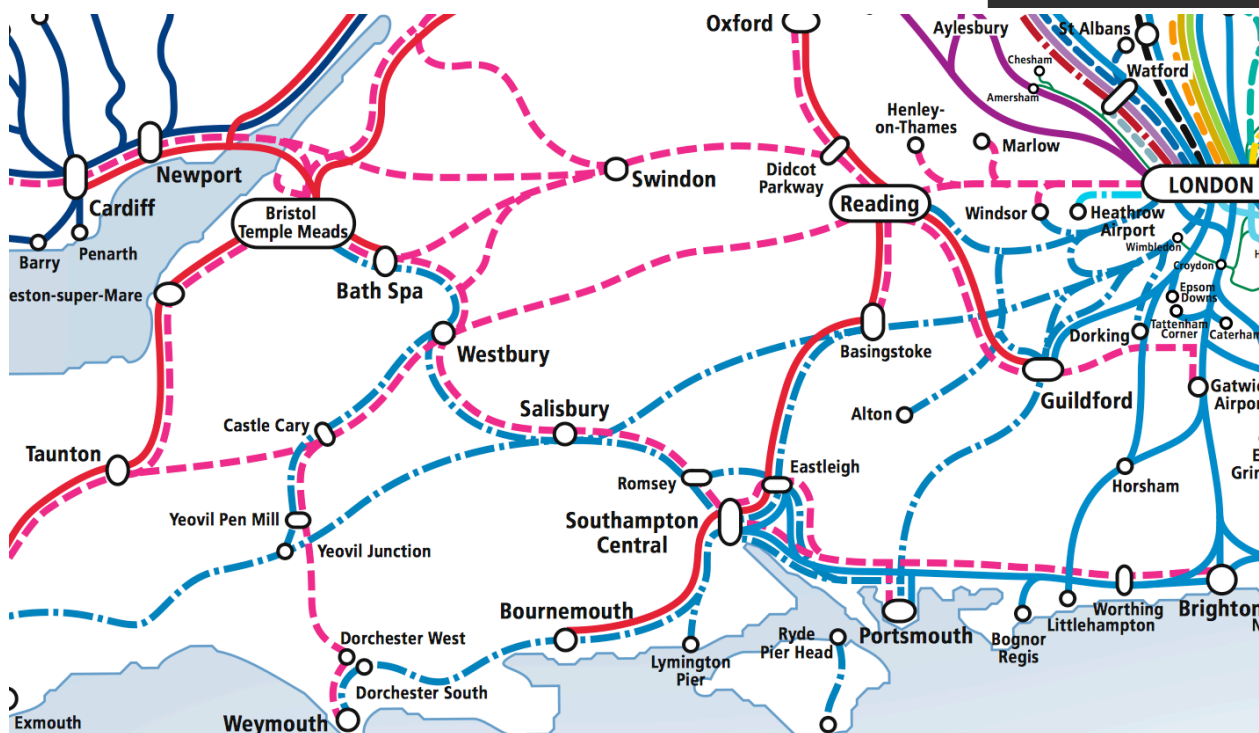 Oxford
Aylesbury
St Albans
Chesham
Watford
Amersham
Henley-
on-Thames
Marlow
Didcot
Parkway
Newport
Swindon
LONDON
Cardiff
Bristol
Temple Meads
Reading
Windsor
Heathrow
Airport
Wimbledon
Barry
Penarth
Croydon
Bath Spa
eston-super-Mare
Epsom
Downs
Tattenham
Corner
Caterham
Dorking
Westbury
Basingstoke
Gatwic
Airpor
Guildford
Salisbury
Alton
Castle Cary
Taunton
Eastleigh
Romsey
Grin
Horsham
Southampton
Central
Yeovil Pen Mill
Yeovil Junction
Bournemouth
Ryde
Pier Head
Portsmouth
Worthing
Brighton
Littlehampton
Bognor
Regis
Dorchester West
Lymington
Pier
Dorchester South
Exmouth
Weymouth